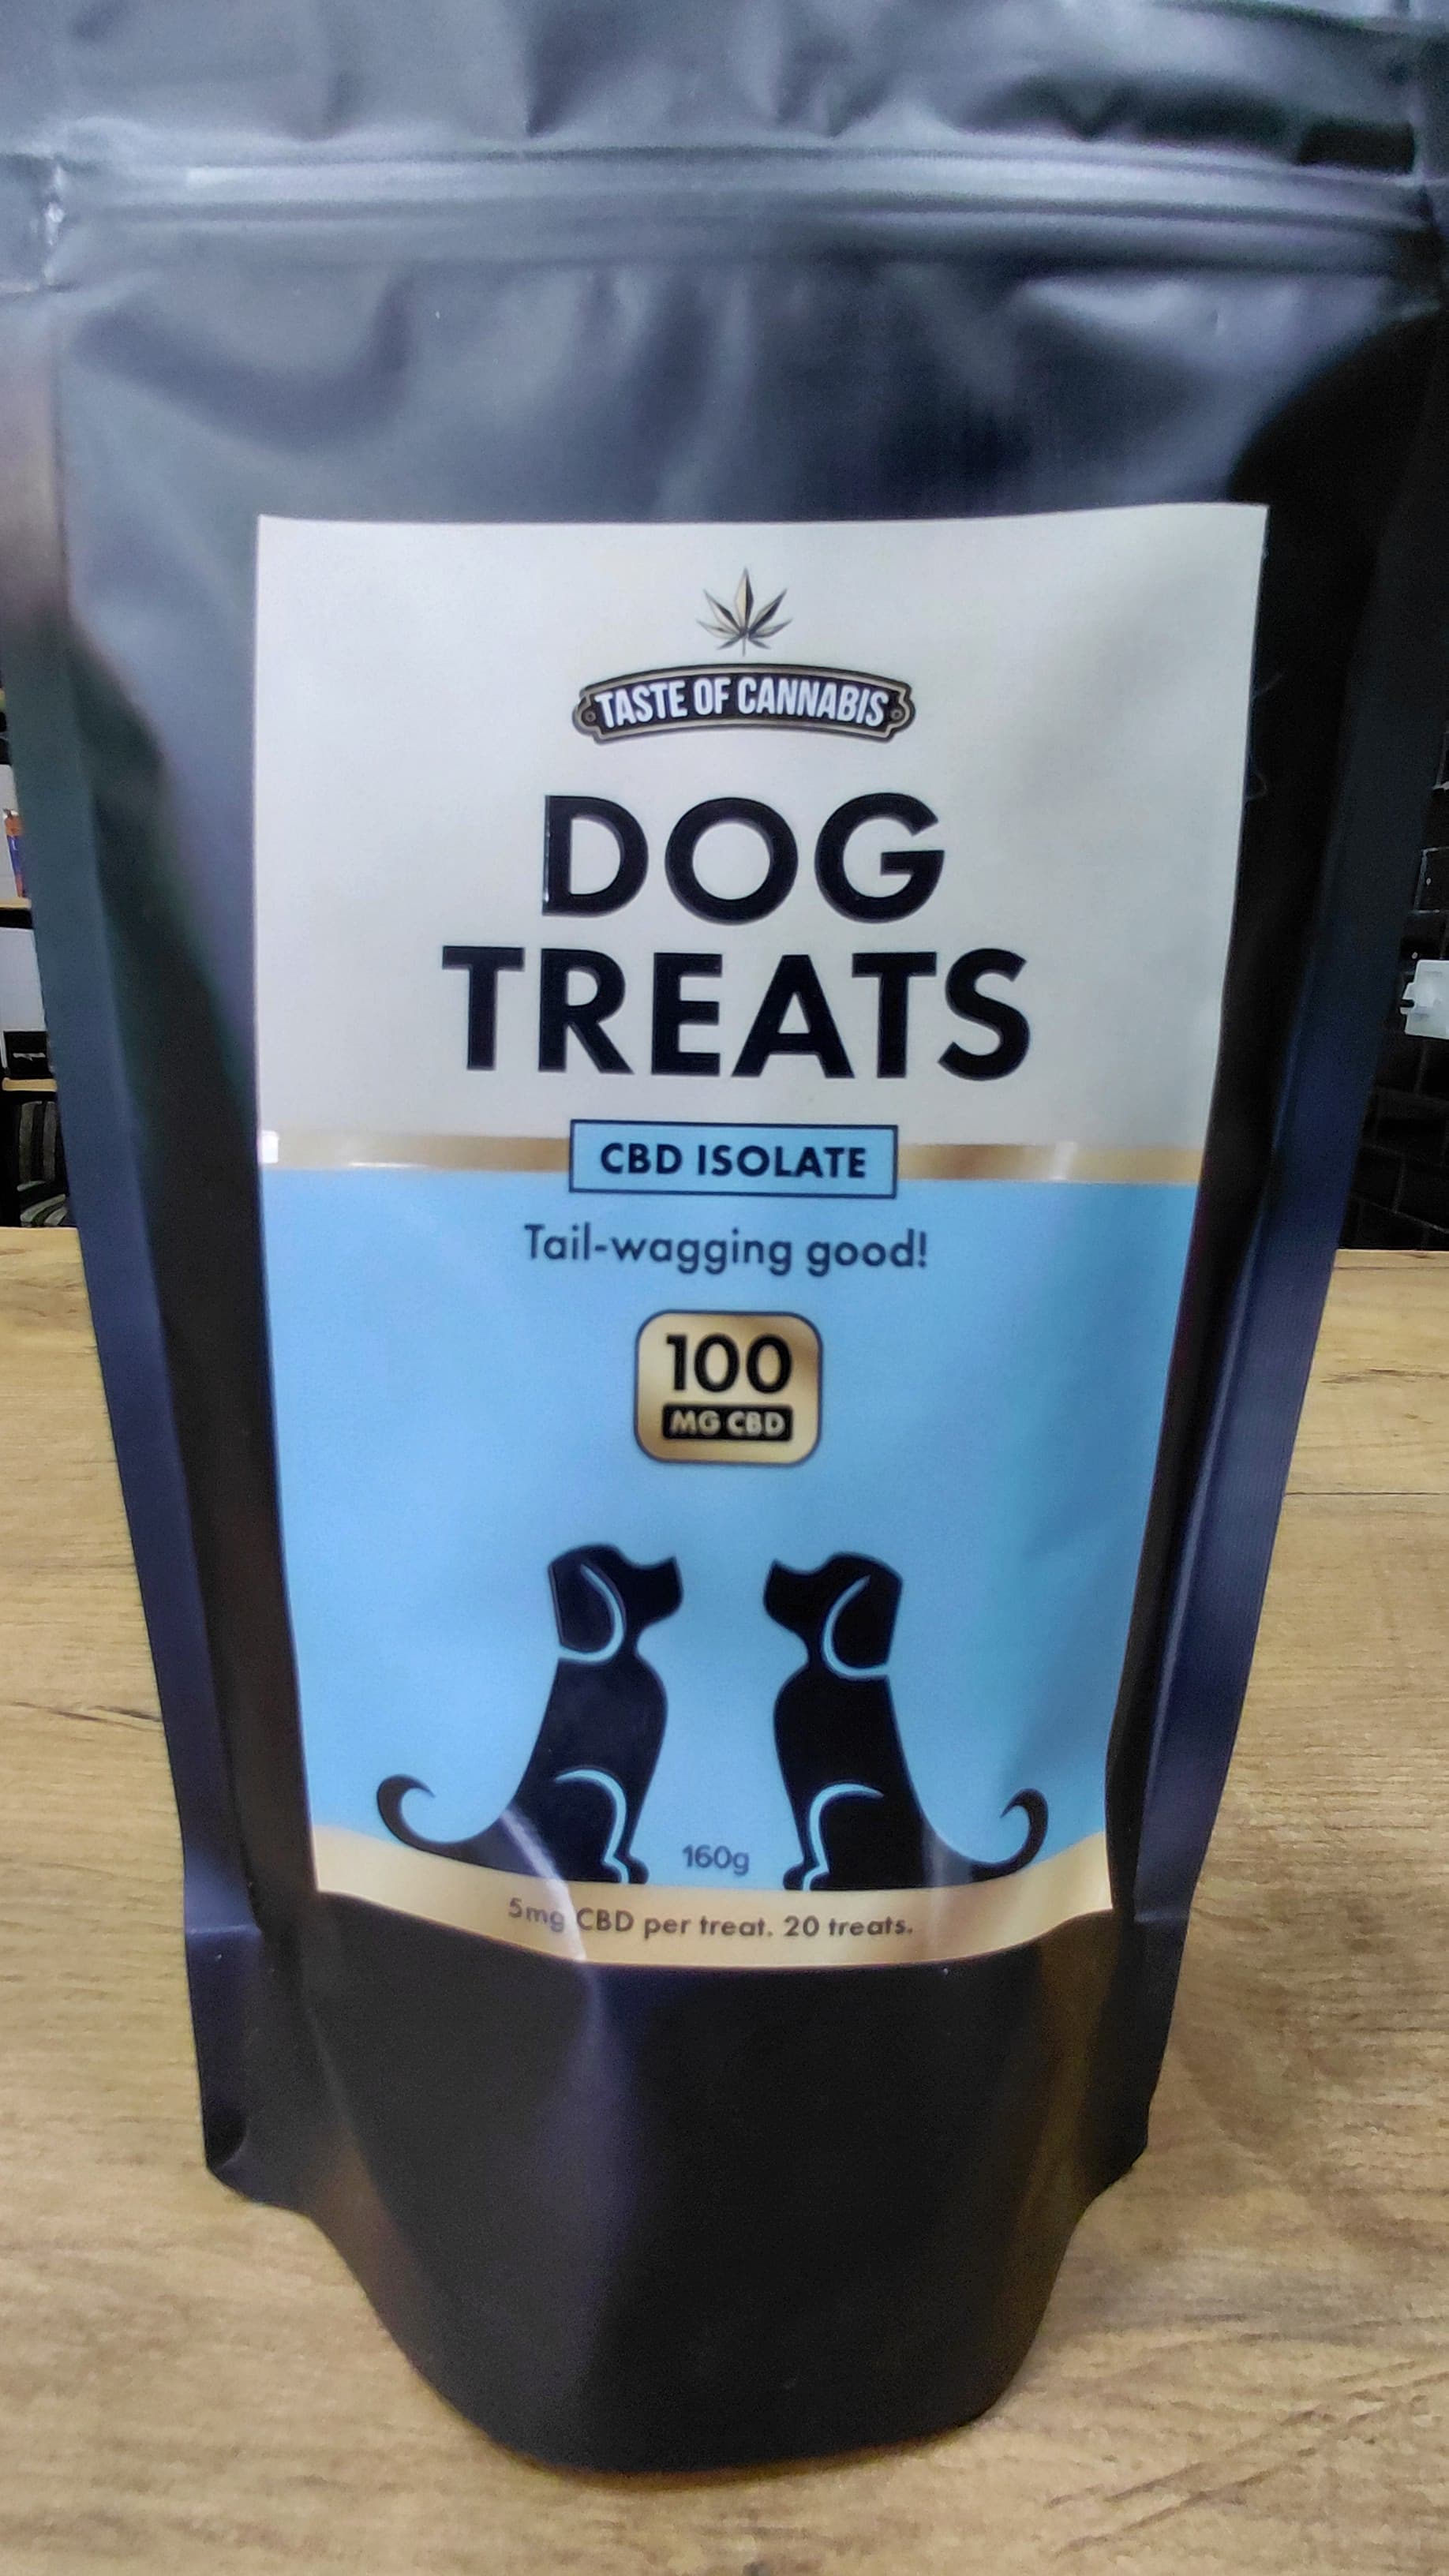 TASTE OF CANNABIS
DOG
TREATS
CBD ISOLATE
Tail-wagging good!
100
MG CBD
160g
5mg CBD per treat. 20 treats.